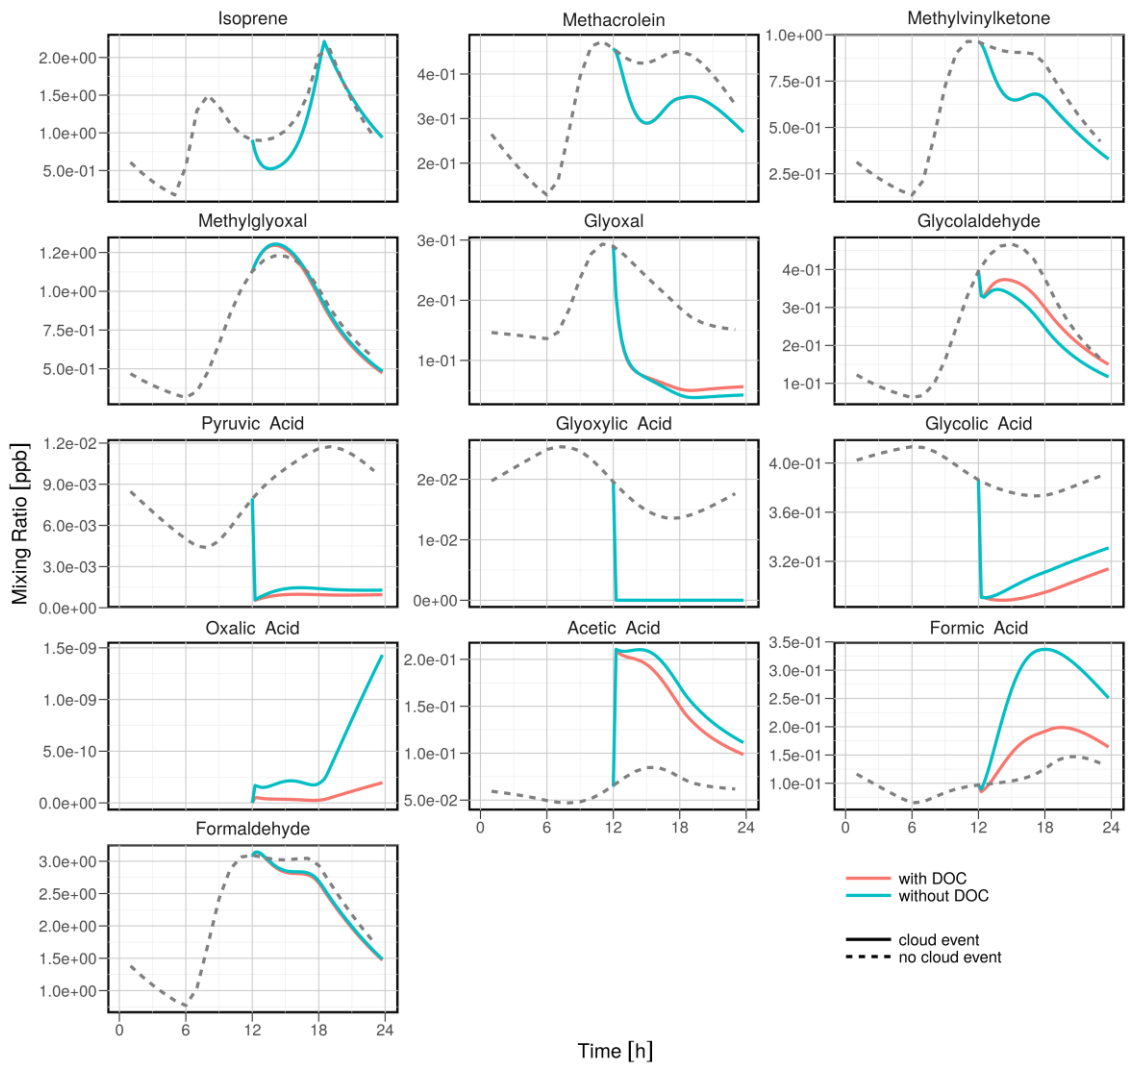 Isoprene
Methacrolein
Methylvinylketone
2.0e+00
1.5e+00
1.0e+00
5.0e-01
4e-01
3e-01
2e-01
1.0e+00
7.5e-01
5.0e-01
2.5e-01
Methylglyoxal
Glyoxal
Glycolaldehyde
1.2e+00
1.0e+00
7.5e-01
5.0e-01
3e-01
2e-01
1e-01
4e-01
3e-01
2e-01
1e-01
Pyruvic Acid
Glyoxylic Acid
Glycolic Acid
1.2e-02
9.0e-03
6.0e-03
3.0e-03
0.0e+00
2e-02
1e-02
0e+00
4.0e-01
3.6e-01
3.2e-01
Oxalic Acid
Acetic Acid
Formic Acid
1.5e-09
1.0e-09
5.0e-10
0.0e+00
2.0e-01
1.5e-01
1.0e-01
5.0e-02
0 6 12 18 24
3.5e-01
3.0e-01
2.5e-01
2.0e-01
1.5e-01
1.0e-01
0 6 12 18 24
Formaldehyde
3.0e+00
2.5e+00
2.0e+00
1.5e+00
1.0e+00
0 6 12 18 24
with DOC
without DOC
cloud event
no cloud event
Mixing Ratio [ppb]
Time [h]